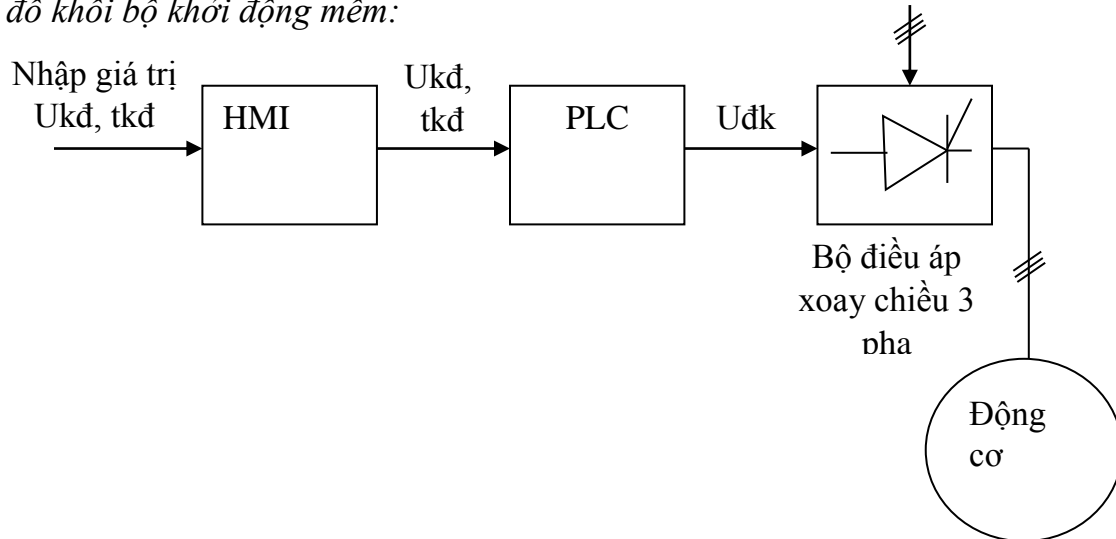 đồ khối bộ khởi động mềm:
Nhập giá trị
Ukđ, tkđ
HMI
Ukđ,
tkđ
PLC
Uđk
Bộ điều áp
xoay chiều 3
pha
Động
cơ